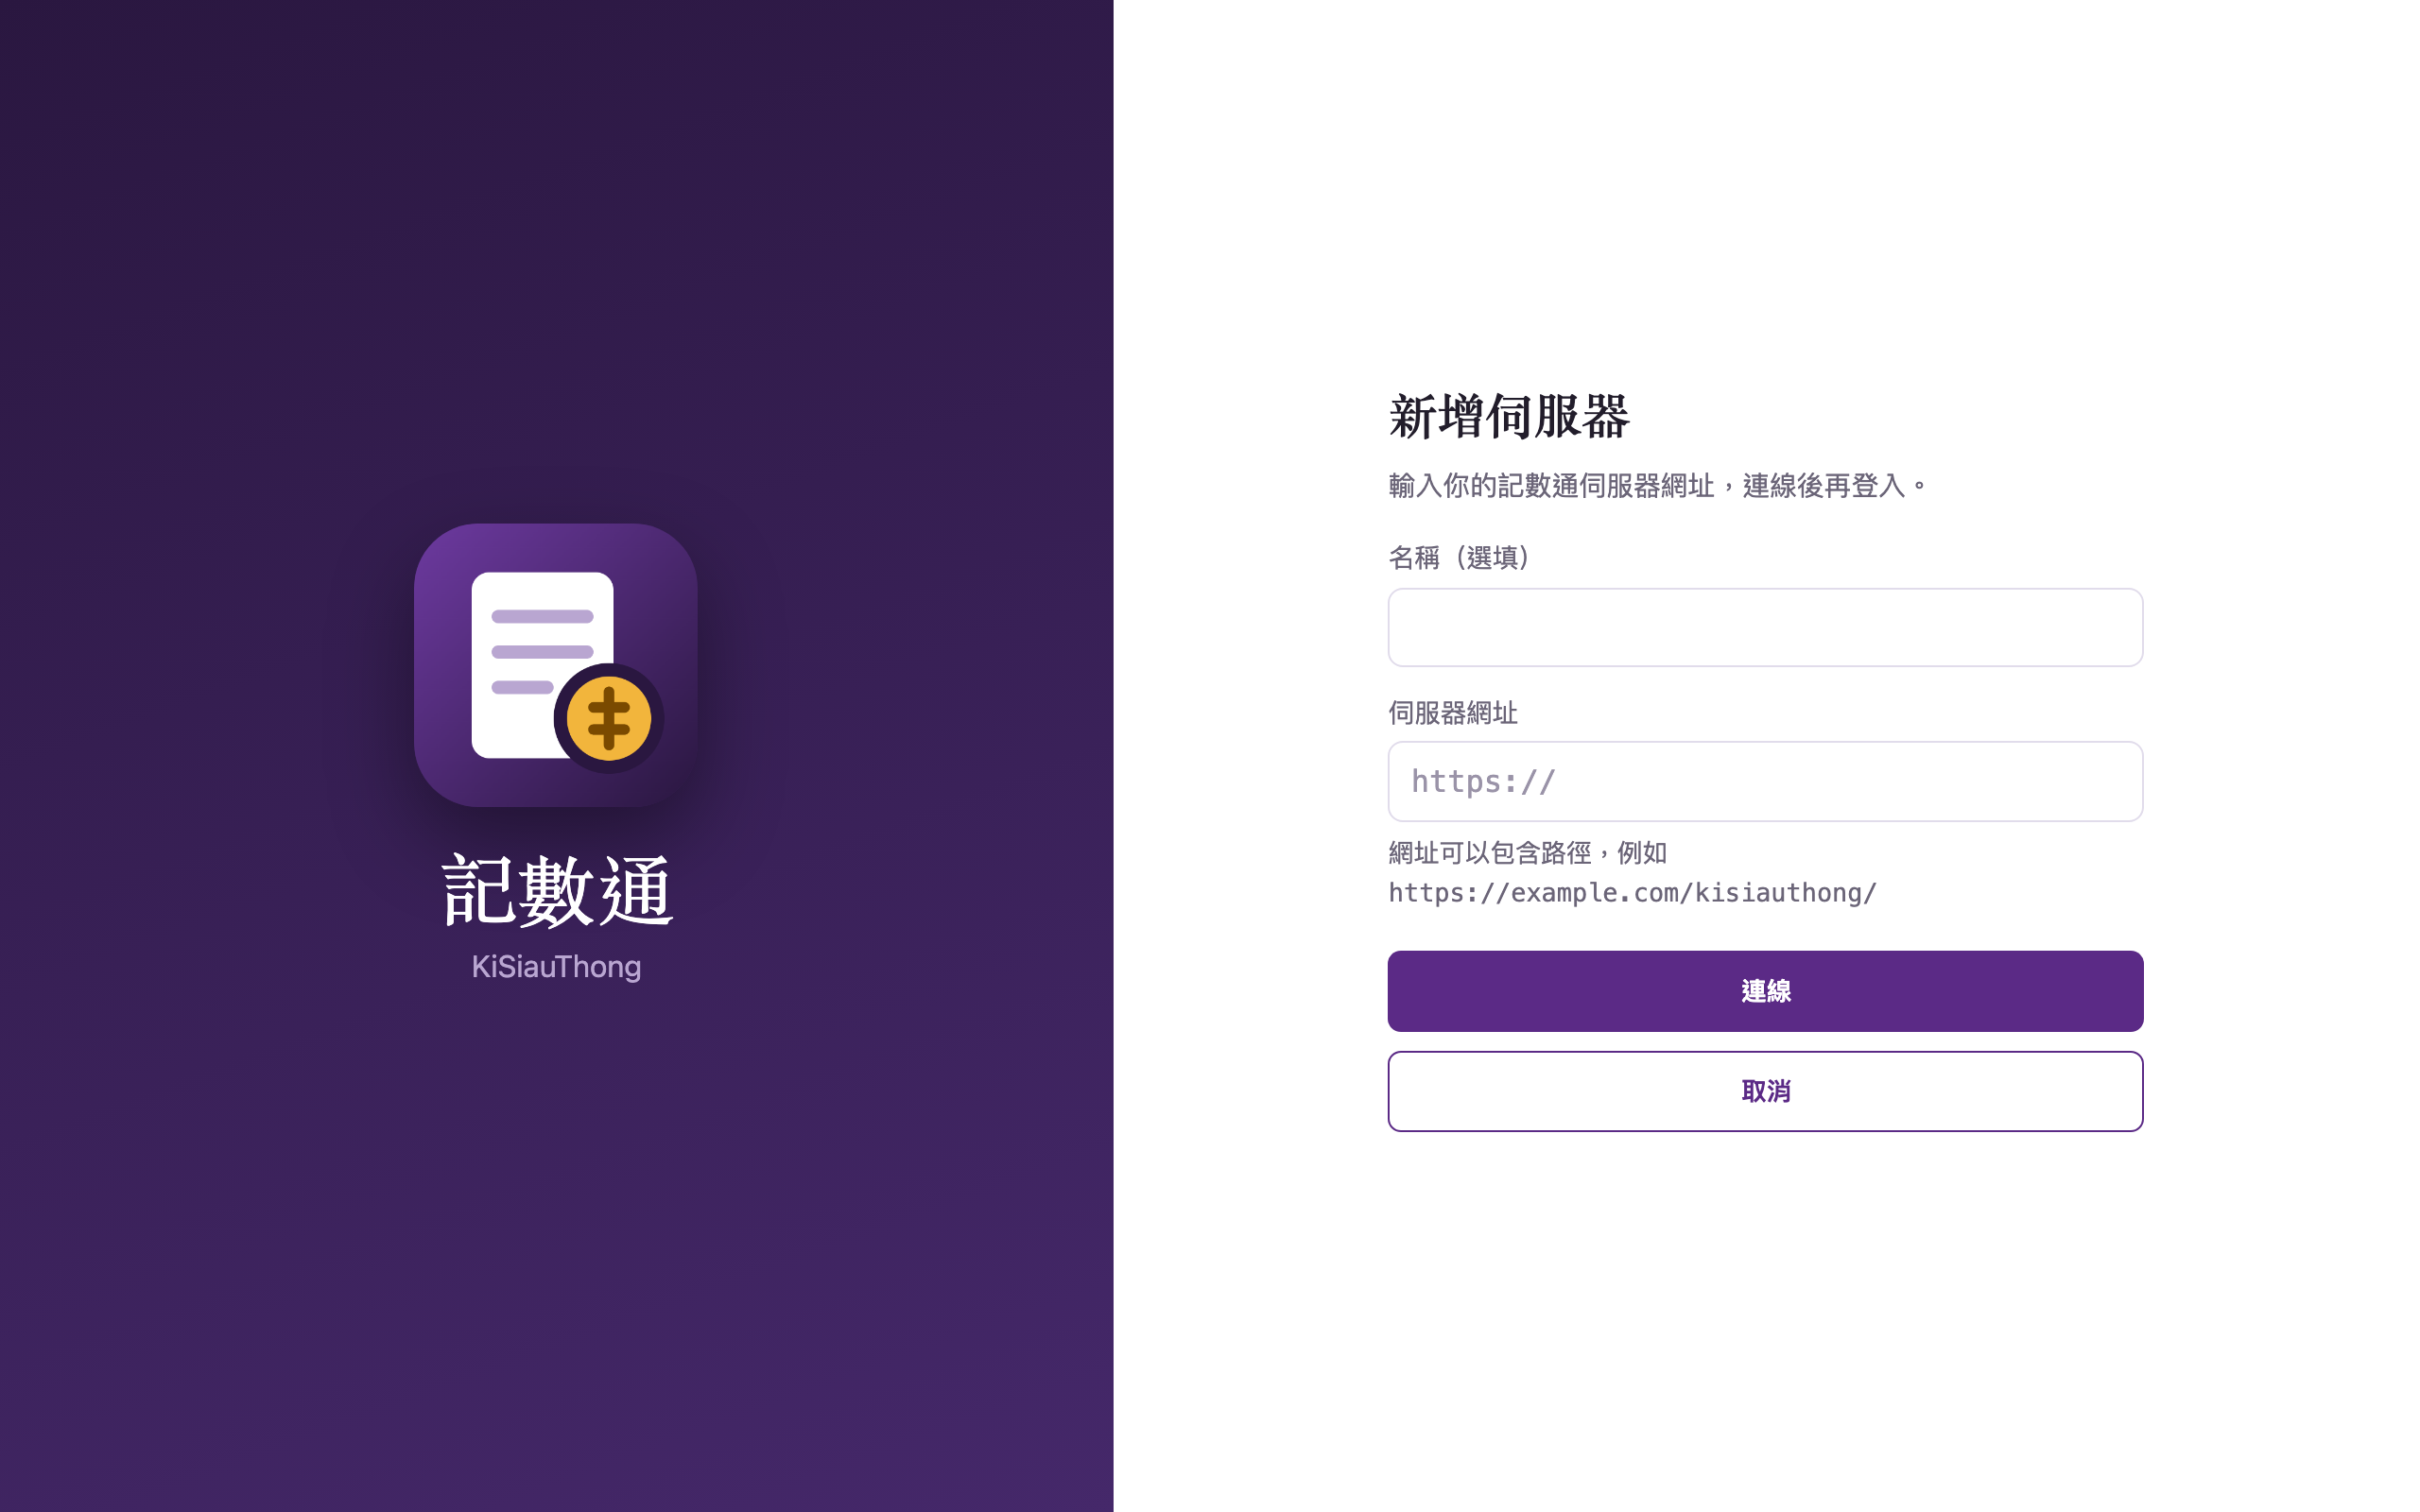 記數通
KiSiauThong
新增伺服器
輸入你的記數通伺服器網址，連線後再登入。
名稱（選填）
伺服器網址
https://
網址可以包含路徑，例如
https://example.com/kisiauthong/
連線
取消